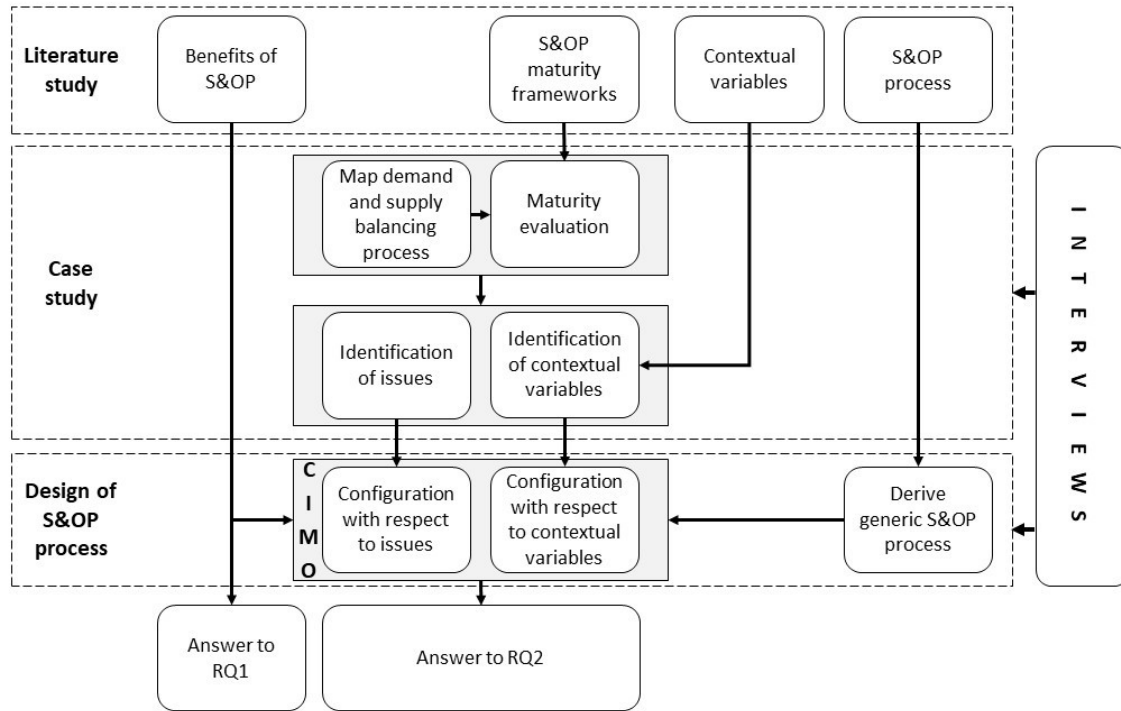 Literature
study
Benefits of
S&OP
S&OP
maturity
frameworks
Contextual
variables
S&OP
process
Case
study
Map demand
and supply
balancing
process
Maturity
evaluation
Identification
of issues
Identification
of contextual
variables
INTERVIEWS
Design of
S&OP
process
CIMO
Configuration
with respect
to issues
Configuration
with respect
to contextual
variables
Derive
generic S&OP
process
Answer to
RQ1
Answer to RQ2